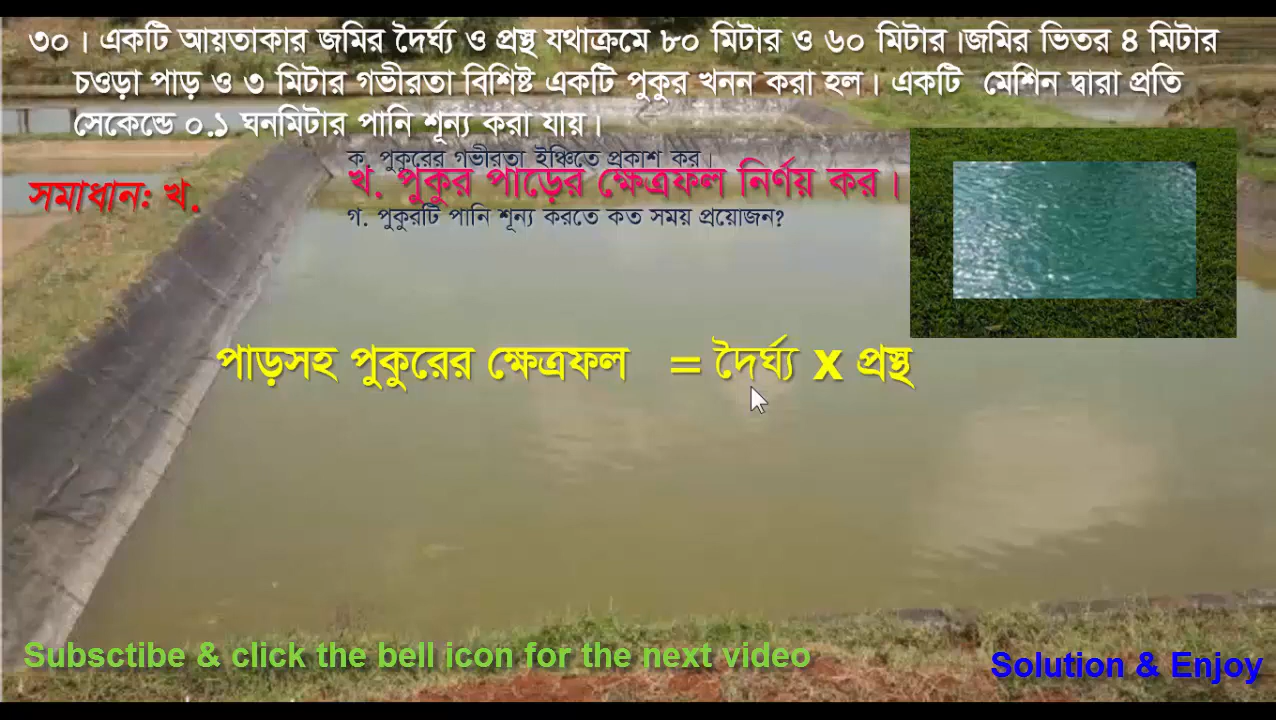 ৩০। একটি আয়তাকার জমির দৈর্ঘ্য ও প্রস্থ যথাক্রমে ৮০ মিটার ও ৬০ মিটার।জমির ভিতর ৪ মিটার
চওড়া পাড় ও ৩ মিটার গভীরতা বিশিষ্ট একটি পুকুর খনন করা হল। একটি মেশিন দ্বারা প্রতি
সেকেন্ডে ০.১ ঘনমিটার পানি শূন্য করা যায়।
ক. পুকুরের গভীরতা ইঞ্চিতে প্রকাশ কর।
সমাধান: খ.
খ. পুকুর পাড়ের ক্ষেত্রফল নির্ণয় কর।
গ. পুকুরটি পানি শূন্য করতে কত সময় প্রয়োজন?
পাড়সহ পুকুরের ক্ষেত্রফল = দৈর্ঘ্য x প্রস্থ
Subsctibe & click the bell icon for the next video
Solution & Enjoy